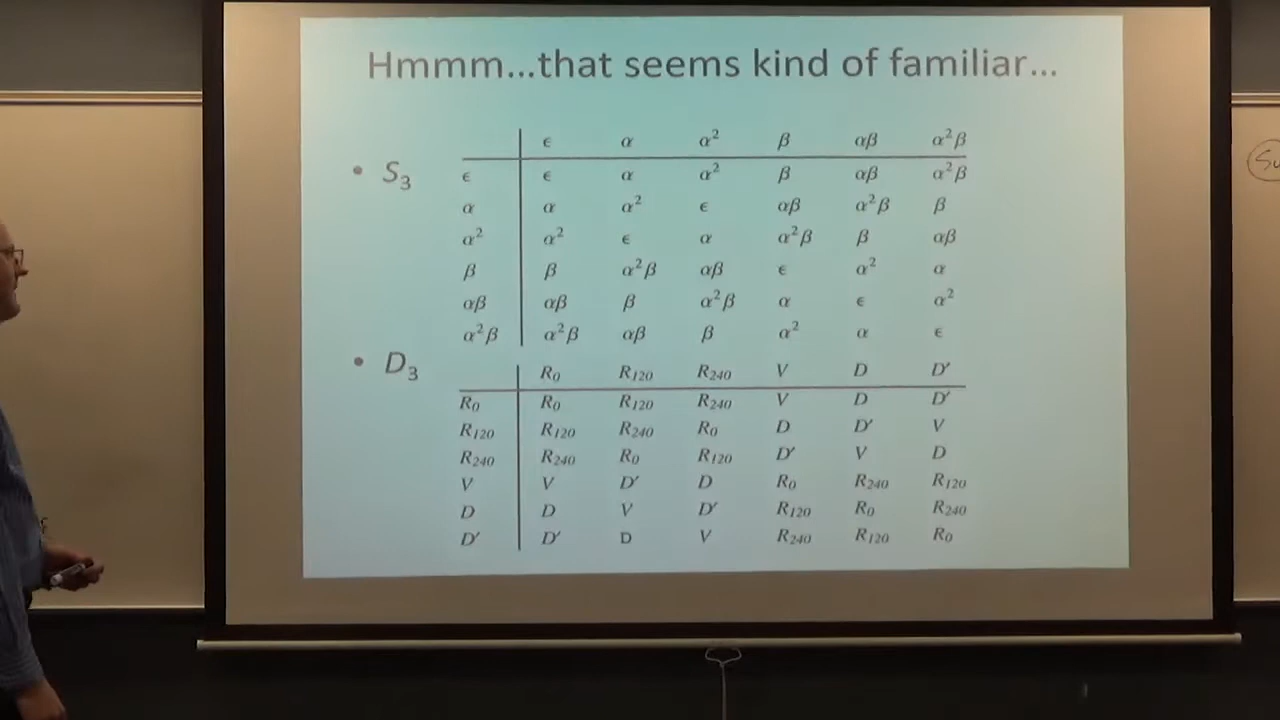 Hmmm...that seems kind of familiar...
• S₃
ϵ α α² β αβ α²β
ϵ ϵ α α² β αβ α²β
α α α² ϵ αβ α²β β
α² α² ϵ α α²β β αβ
β β α²β αβ ϵ α² α
αβ αβ β α²β α ϵ α²
α²β α²β αβ β α² α ϵ
• D₃
R₀ R₁₂₀ R₂₄₀ V D D′
R₀ R₀ R₁₂₀ R₂₄₀ V D D′
R₁₂₀ R₁₂₀ R₂₄₀ R₀ D D′ V
R₂₄₀ R₂₄₀ R₀ R₁₂₀ D′ V D
V V D′ D R₀ R₂₄₀ R₁₂₀
D D V D′ R₁₂₀ R₀ R₂₄₀
D′ D′ D V R₂₄₀ R₁₂₀ R₀